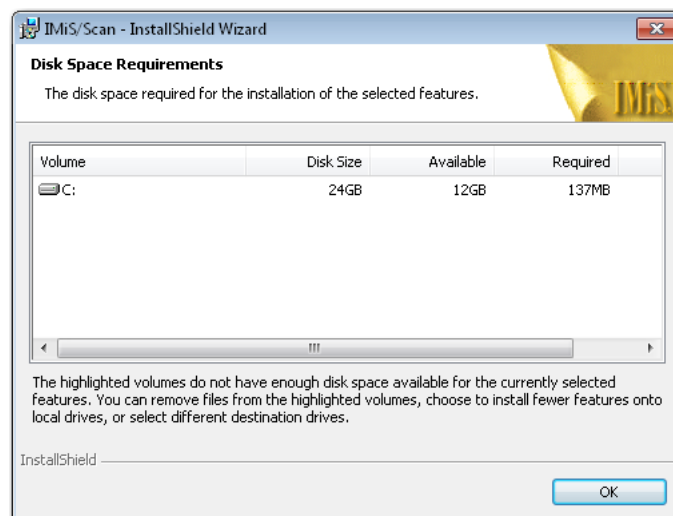 IMiS/Scan - InstallShield Wizard
Disk Space Requirements
The disk space required for the installation of the selected features.
IMiS
Volume Disk Size Available Required
C: 24GB 12GB 137MB
The highlighted volumes do not have enough disk space available for the currently selected
features. You can remove files from the highlighted volumes, choose to install fewer features onto
local drives, or select different destination drives.
InstallShield
OK